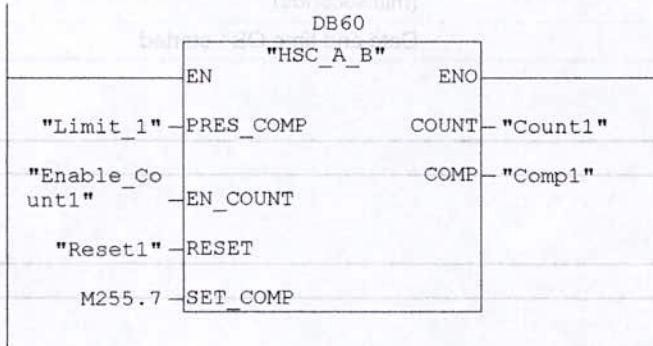 DB60
"HSC_A_B"
EN ENO
"Limit_1" PRES_COMP COUNT "Count1"
"Enable_Co
unt1" EN_COUNT COMP "Comp1"
"Reset1" RESET
M255.7 SET_COMP